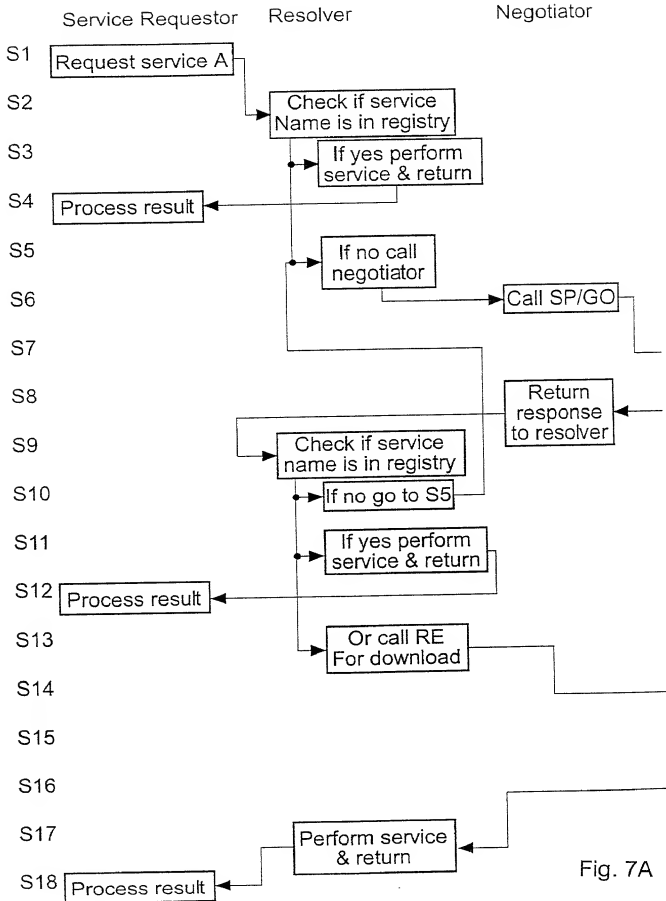 Service Requestor Resolver Negotiator
S1 Request service A
S2 Check if service
Name is in registry
S3 If yes perform
service & return
S4 Process result
S5 If no call
negotiator
S6 Call SP/GO
S7
S8 Return
response
to resolver
S9 Check if service
name is in registry
S10 If no go to S5
S11 If yes perform
service & return
S12 Process result
S13 Or call RE
For download
S14
S15
S16
S17 Perform service
& return
S18 Process result
Fig. 7A